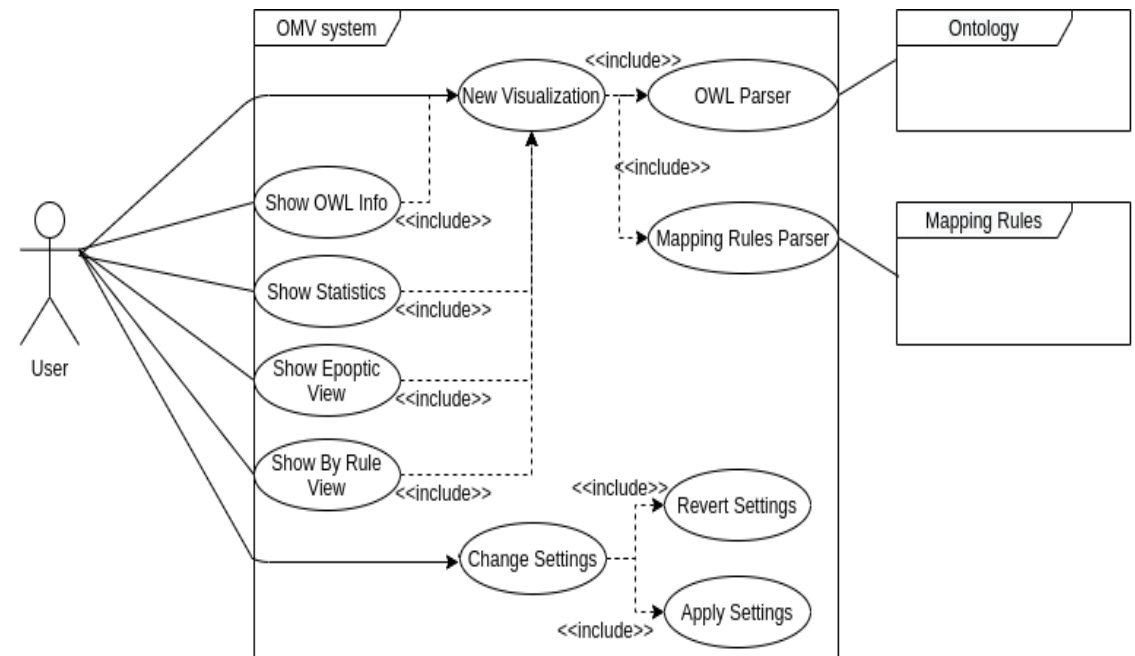 OMV system
Ontology
<<include>>
New Visualization
OWL Parser
<<include>>
Show OWL Info
<<include>>
Mapping Rules Parser
Mapping Rules
Show Statistics
<<include>>
User
Show Epoptic
View
<<include>>
Show By Rule
View
<<include>>
<<include>>
Revert Settings
Change Settings
Apply Settings
<<include>>